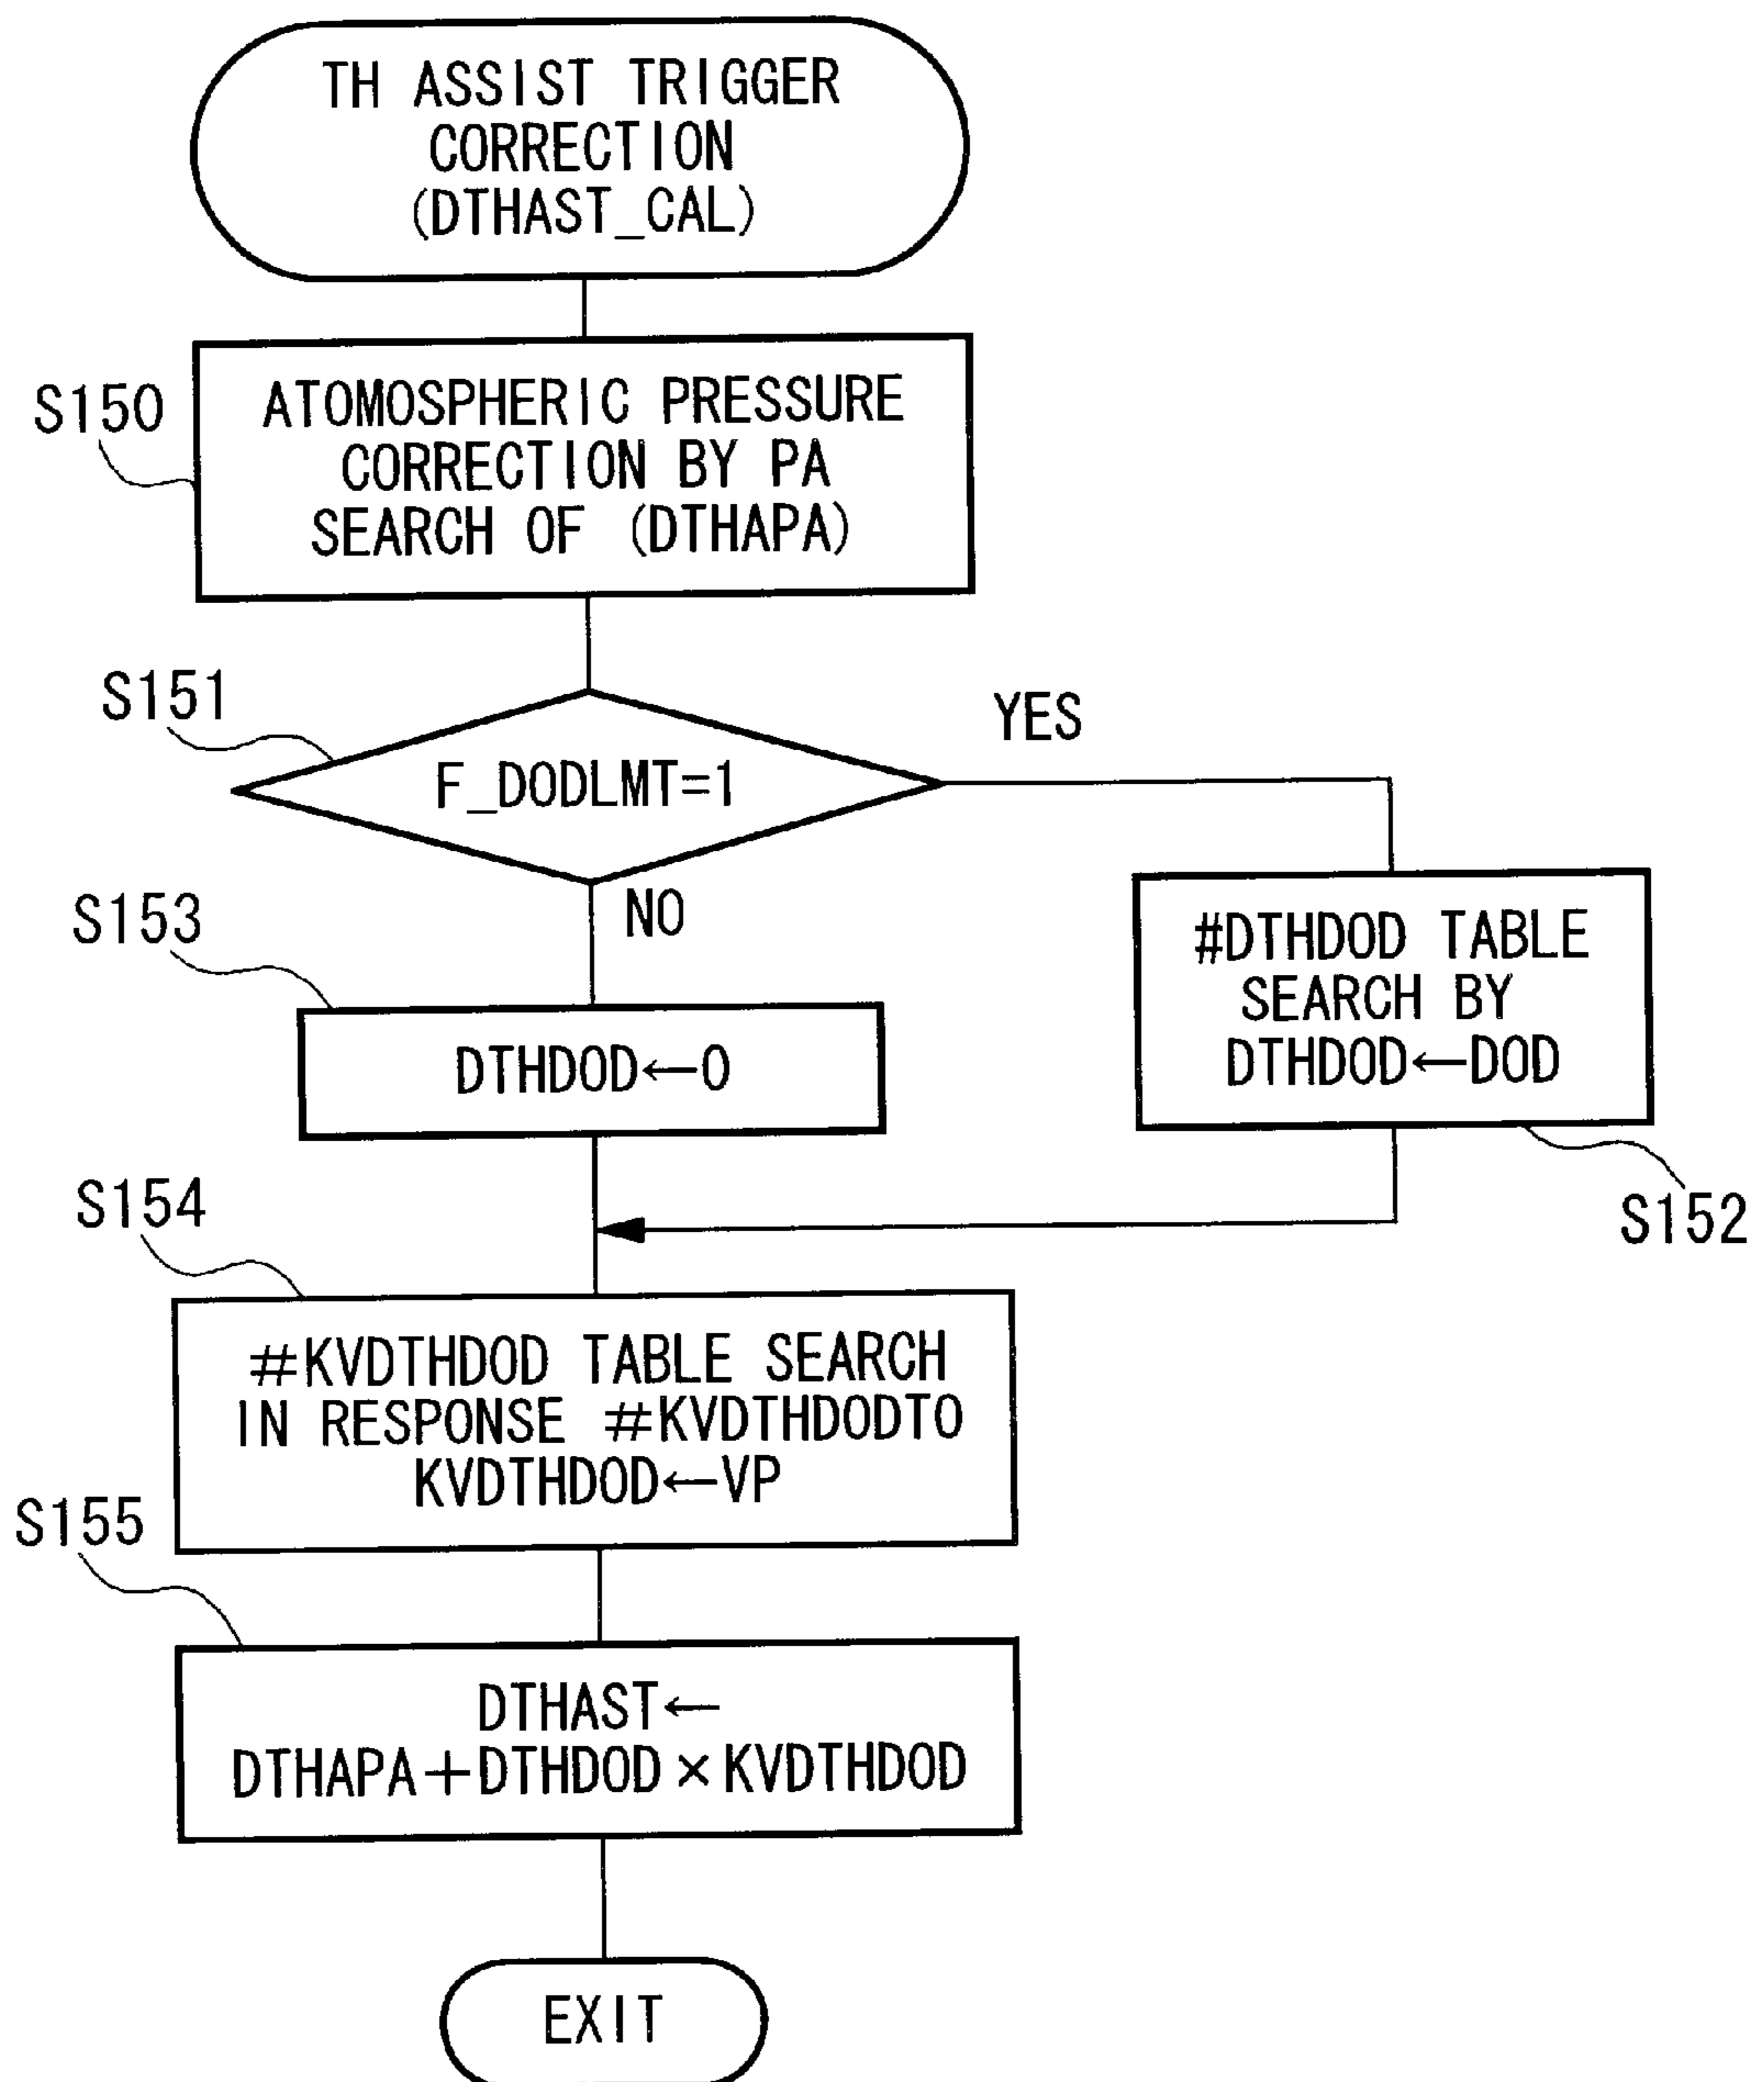 TH ASSIST TRIGGER
CORRECTION
(DTHAST_CAL)
S150
ATOMOSPHERIC PRESSURE
CORRECTION BY PA
SEARCH OF (DTHAPA)
S151
F_DODLMT=1
YES
NO
S153
DTHDOD←0
#DTHDOD TABLE
SEARCH BY
DTHDOD←DOD
S152
S154
#KVDTHDOD TABLE SEARCH
IN RESPONSE #KVDTHDODTO
KVDTHDOD←VP
S155
DTHAST←
DTHAPA+DTHDOD×KVDTHDOD
EXIT